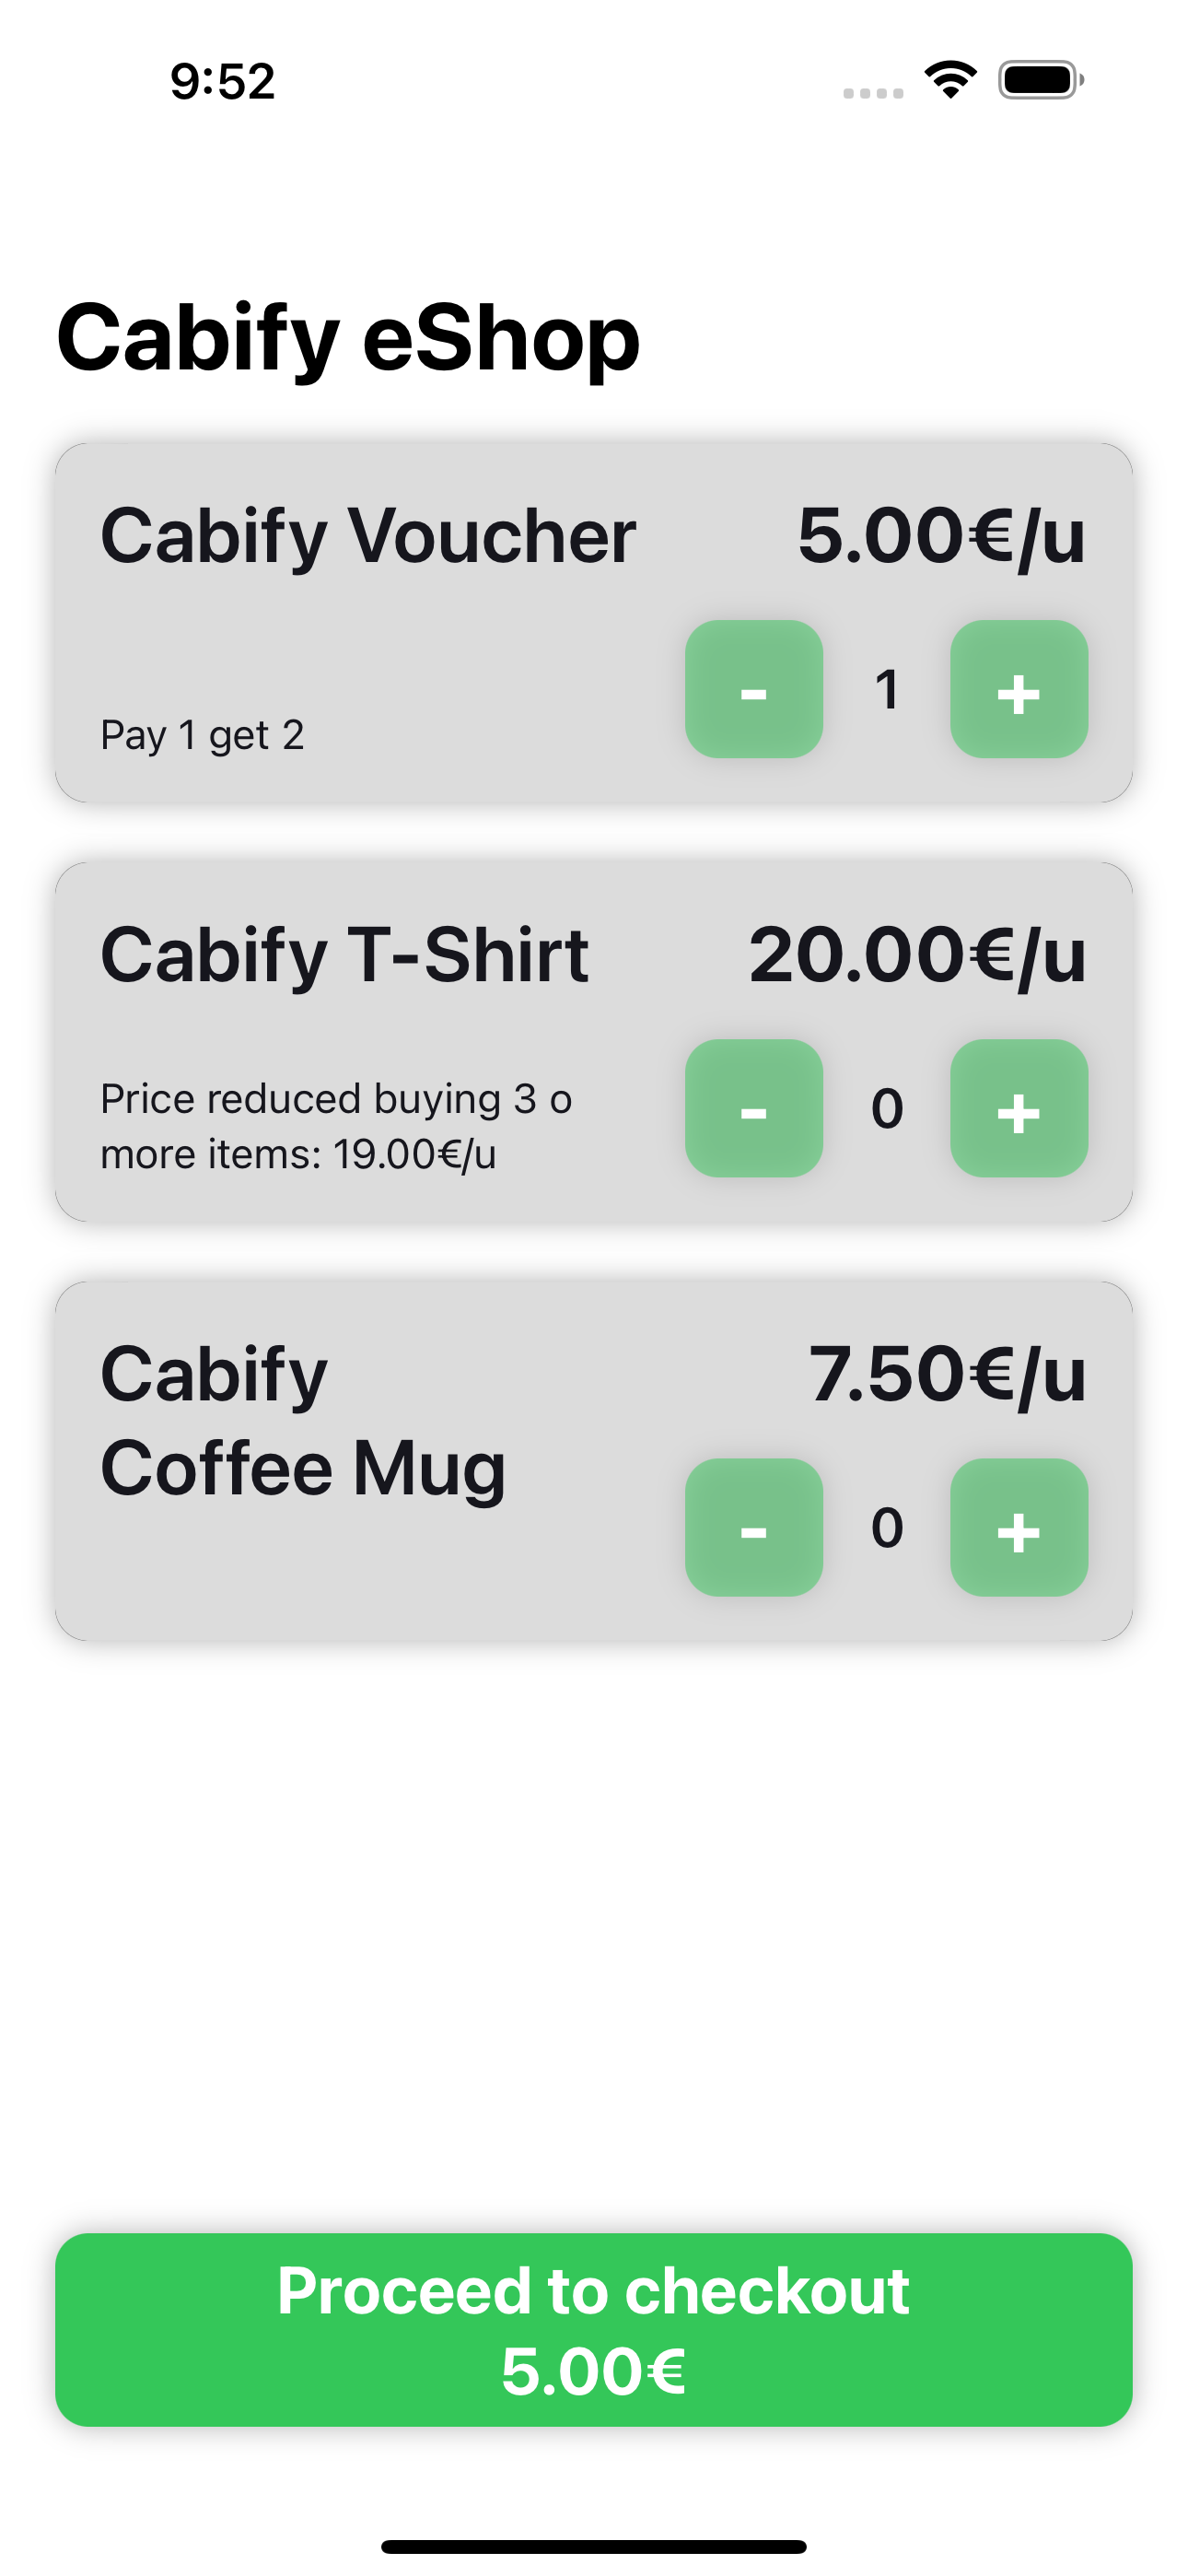 9:52
Cabify eShop
Cabify Voucher
5.00€/u
Pay 1 get 2
- 1 +
Cabify T-Shirt
20.00€/u
Price reduced buying 3 o
more items: 19.00€/u
- 0 +
Cabify
Coffee Mug
7.50€/u
- 0 +
Proceed to checkout
5.00€